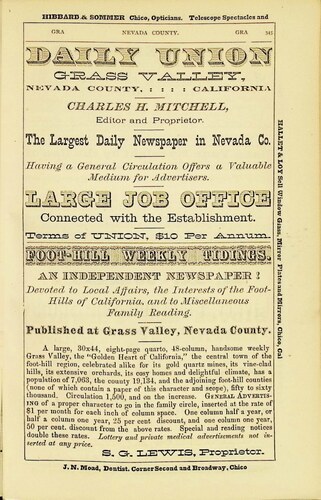 HIBBARD & SOMMER Chico, Opticians. Telescope Spectacles and
GRA NEVADA COUNTY. GRA 345
DAILY UNION
GRASS VALLEY,
NEVADA COUNTY, : : : : CALIFORNIA
CHARLES H. MITCHELL,
Editor and Proprietor.
The Largest Daily Newspaper in Nevada Co.
Having a General Circulation Offers a Valuable
Medium for Advertisers.
LARGE JOB OFFICE
Connected with the Establishment.
Terms of UNION, $10 Per Annum.
FOOT-HILL WEEKLY TIDINGS.
AN INDEPENDENT NEWSPAPER!
Devoted to Local Affairs, the Interests of the Foot-
Hills of California, and to Miscellaneous
Family Reading.
Published at Grass Valley, Nevada County.
A large, 30x44, eight-page quarto, 48-column, handsome weekly
Grass Valley, the "Golden Heart of California," the central town of the
foot-hill region, celebrated alike for its gold quartz mines, its vine-clad
hills, its extensive orchards, its cosy homes and delightful climate, has a
population of 7,063, the county 19,134, and the adjoining foot-hill counties
(none of which contain a paper of this character and scope), fifty to sixty
thousand. Circulation 1,500, and on the increase. GENERAL ADVERTIS-
ING of a proper character to go in the family circle, inserted at the rate of
$1 per month for each inch of column space. One column half a year, or
half a column one year, 25 per cent discount, and one column one year,
50 per cent. discount from the above rates. Special and reading notices
double these rates. Lottery and private medical advertisements not in-
serted at any price.
S. G. LEWIS, Proprietor.
J. N. Mead, Dentist. Corner Second and Broadway, Chico
HALLET & LOY Sell Window Glass, Mirror Plates and Mirrors, Chico, Ca